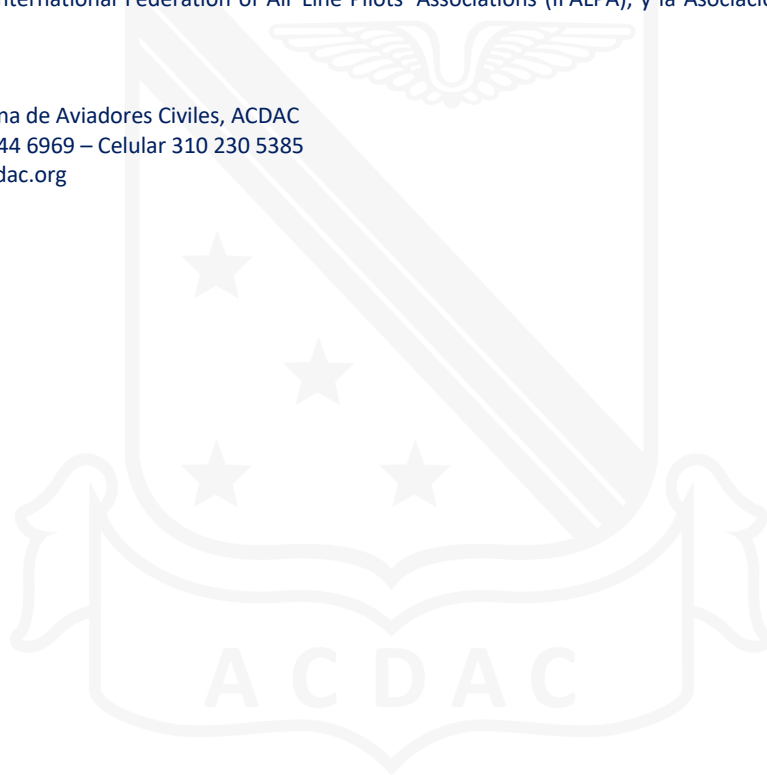 International Federation of Air Line Pilots' Associations (IFALPA), y la Asociació
na de Aviadores Civiles, ACDAC
44 6969 – Celular 310 230 5385
dac.org
A C D A C